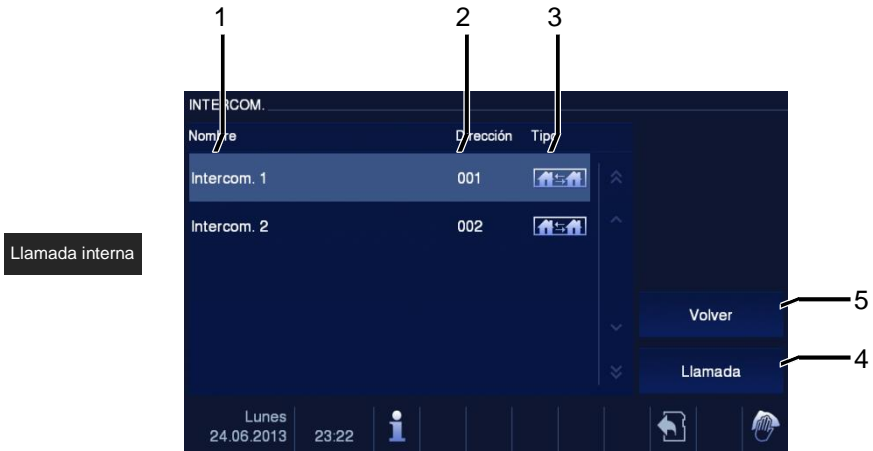 1 2 3
INTERCOM.
Nombre Dirección Tipo
Intercom. 1 001
Intercom. 2 002
Llamada interna
Volver 5
Llamada 4
Lunes
24.06.2013 23:22